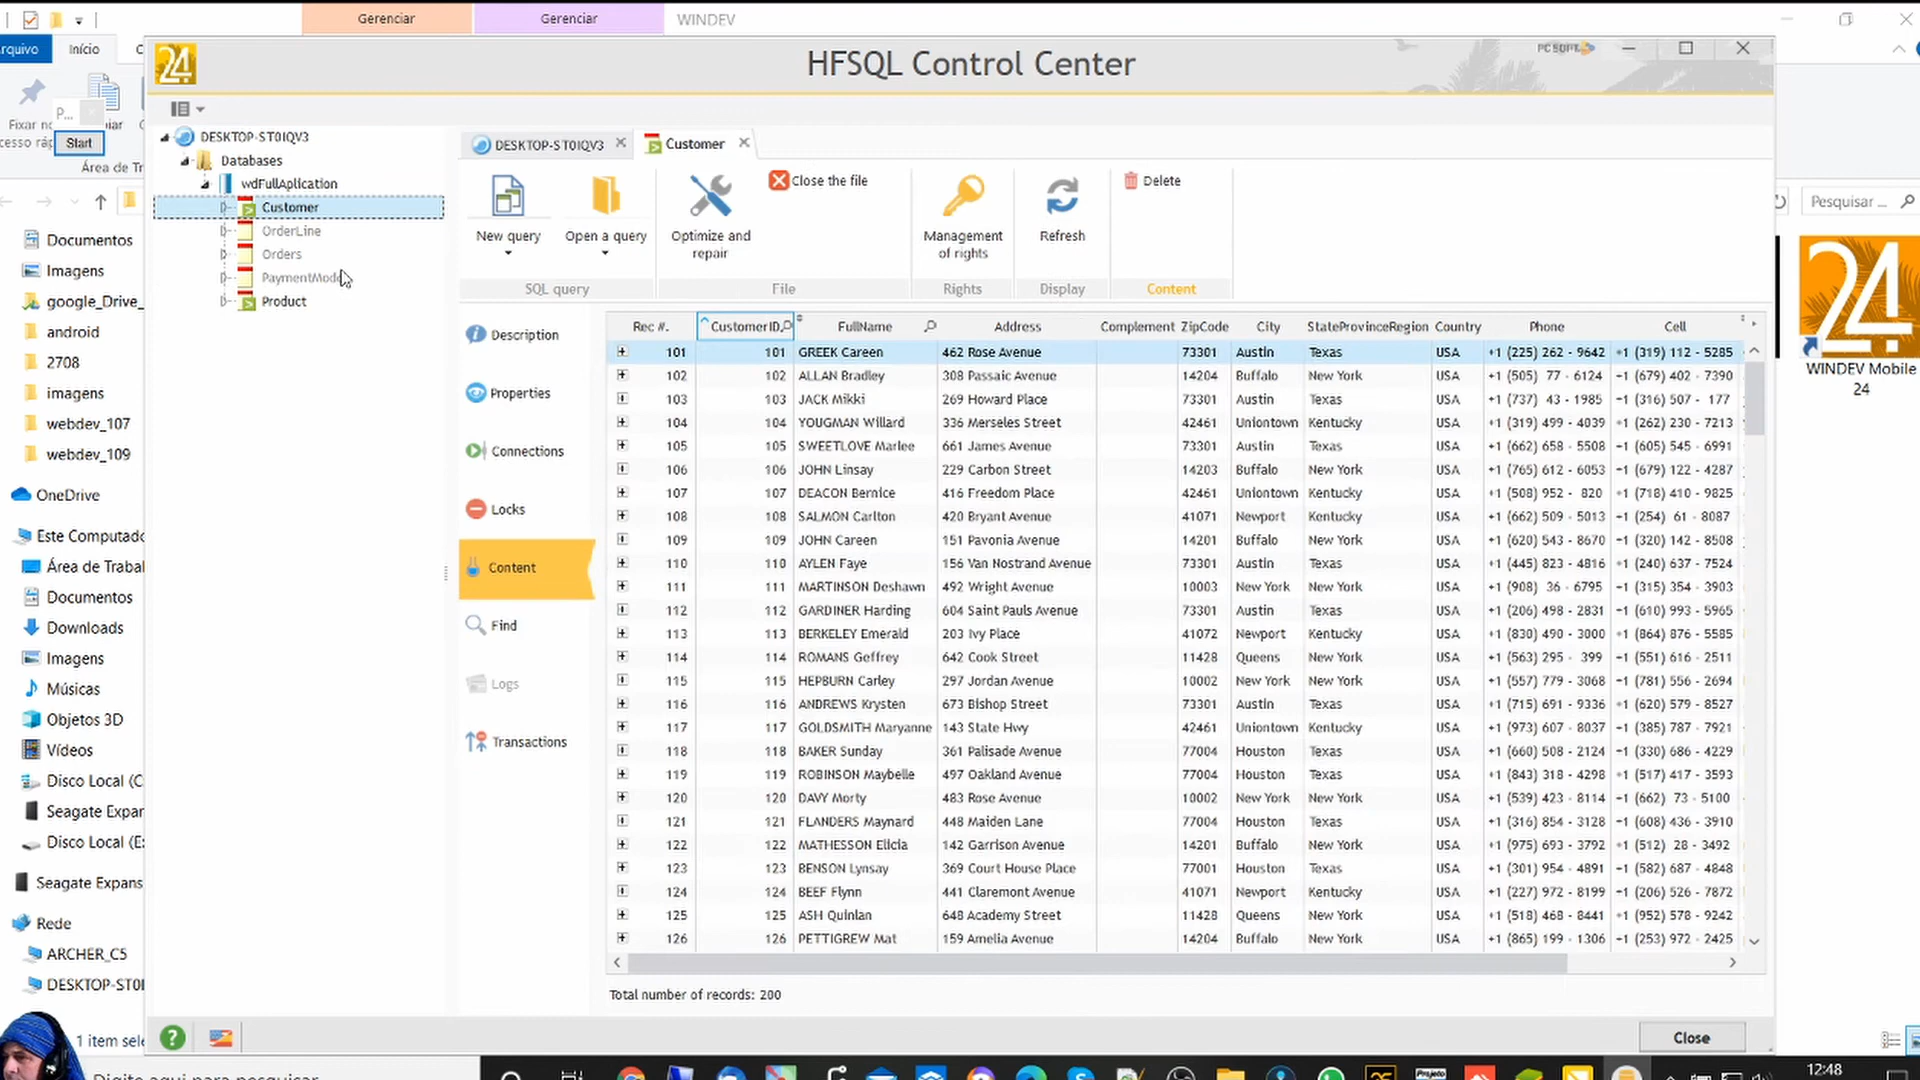 Gerenciar
Gerenciar
WINDEV
Arquivo
Início
24
HFSQL Control Center
PC SOFT
Start
DESKTOP-ST0IQV3
Databases
wdFullAplication
Customer
OrderLine
Orders
PaymentMode
Product
DESKTOP-ST0IQV3
Customer
New query
Open a query
Optimize and repair
Close the file
Management of rights
Refresh
Delete
SQL query
File
Rights
Display
Content
Description
Properties
Connections
Locks
Content
Find
Logs
Transactions
Rec #. CustomerID FullName Address Complement ZipCode City StateProvinceRegion Country Phone Cell
101 101 GREEK Careen 462 Rose Avenue 73301 Austin Texas USA +1 (225) 262 - 9642 +1 (319) 112 - 5285
102 102 ALLAN Bradley 308 Passaic Avenue 14204 Buffalo New York USA +1 (505) 77 - 6124 +1 (679) 402 - 7390
103 103 JACK Mikki 269 Howard Place 73301 Austin Texas USA +1 (737) 43 - 1985 +1 (316) 507 - 177
104 104 YOUGMAN Willard 336 Merseles Street 42461 Uniontown Kentucky USA +1 (319) 499 - 4039 +1 (262) 230 - 7213
105 105 SWEETLOVE Marlee 661 James Avenue 73301 Austin Texas USA +1 (662) 658 - 5508 +1 (605) 545 - 6991
106 106 JOHN Linsay 229 Carbon Street 14203 Buffalo New York USA +1 (765) 612 - 6053 +1 (679) 122 - 4287
107 107 DEACON Bernice 416 Freedom Place 42461 Uniontown Kentucky USA +1 (508) 952 - 820 +1 (718) 410 - 9825
108 108 SALMON Carlton 420 Bryant Avenue 41071 Newport Kentucky USA +1 (662) 509 - 5013 +1 (254) 61 - 8087
109 109 JOHN Careen 151 Pavonia Avenue 14201 Buffalo New York USA +1 (620) 543 - 8670 +1 (320) 142 - 8508
110 110 AYLEN Faye 156 Van Nostrand Avenue 73301 Austin Texas USA +1 (445) 823 - 4816 +1 (240) 637 - 7524
111 111 MARTINSON Deshawn 492 Wright Avenue 10003 New York New York USA +1 (908) 36 - 6795 +1 (315) 354 - 3903
112 112 GARDINER Harding 604 Saint Pauls Avenue 73301 Austin Texas USA +1 (206) 498 - 2831 +1 (610) 993 - 5965
113 113 BERKELEY Emerald 203 Ivy Place 41072 Newport Kentucky USA +1 (830) 490 - 3000 +1 (864) 876 - 5585
114 114 ROMANS Geffrey 642 Cook Street 11428 Queens New York USA +1 (563) 295 - 399 +1 (551) 616 - 2511
115 115 HEPBURN Carley 297 Jordan Avenue 10002 New York New York USA +1 (557) 779 - 3068 +1 (781) 556 - 2694
116 116 ANDREWS Krysten 673 Bishop Street 73301 Austin Texas USA +1 (715) 691 - 9336 +1 (620) 579 - 8527
117 117 GOLDSMITH Maryanne 143 State Hwy 42461 Uniontown Kentucky USA +1 (973) 607 - 8037 +1 (385) 787 - 7921
118 118 BAKER Sunday 361 Palisade Avenue 77004 Houston Texas USA +1 (660) 508 - 2124 +1 (330) 686 - 4229
119 119 ROBINSON Maybelle 497 Oakland Avenue 77004 Houston Texas USA +1 (843) 318 - 4298 +1 (517) 417 - 3593
120 120 DAVY Morty 483 Rose Avenue 10002 New York New York USA +1 (539) 423 - 8114 +1 (662) 73 - 5100
121 121 FLANDERS Maynard 448 Maiden Lane 77004 Houston Texas USA +1 (316) 854 - 3128 +1 (608) 436 - 3910
122 122 MATHESSON Elicia 142 Garrison Avenue 14201 Buffalo New York USA +1 (975) 693 - 3792 +1 (512) 28 - 3492
123 123 BENSON Lynsay 369 Court House Place 77001 Houston Texas USA +1 (301) 954 - 4891 +1 (582) 687 - 4848
124 124 BEEF Flynn 441 Claremont Avenue 41071 Newport Kentucky USA +1 (227) 972 - 8199 +1 (206) 526 - 7872
125 125 ASH Quinlan 648 Academy Street 11428 Queens New York USA +1 (518) 468 - 8441 +1 (952) 578 - 9242
126 126 PETTIGREW Mat 159 Amelia Avenue 14204 Buffalo New York USA +1 (865) 199 - 1306 +1 (253) 972 - 2425
Total number of records: 200
Close
Fixar no
Área de Tr
Documentos
Imagens
google_Drive_
android
2708
imagens
webdev_107
webdev_109
OneDrive
Este Computado
Área de Trabal
Documentos
Downloads
Imagens
Músicas
Objetos 3D
Vídeos
Disco Local (C
Seagate Expan
Disco Local (E:
Seagate Expans
Rede
ARCHER_C5
DESKTOP-ST0I
1 item sele
Digite aqui para pesquisar
Pesquisar ...
24
WINDEV Mobile 24
Projeto
12:48